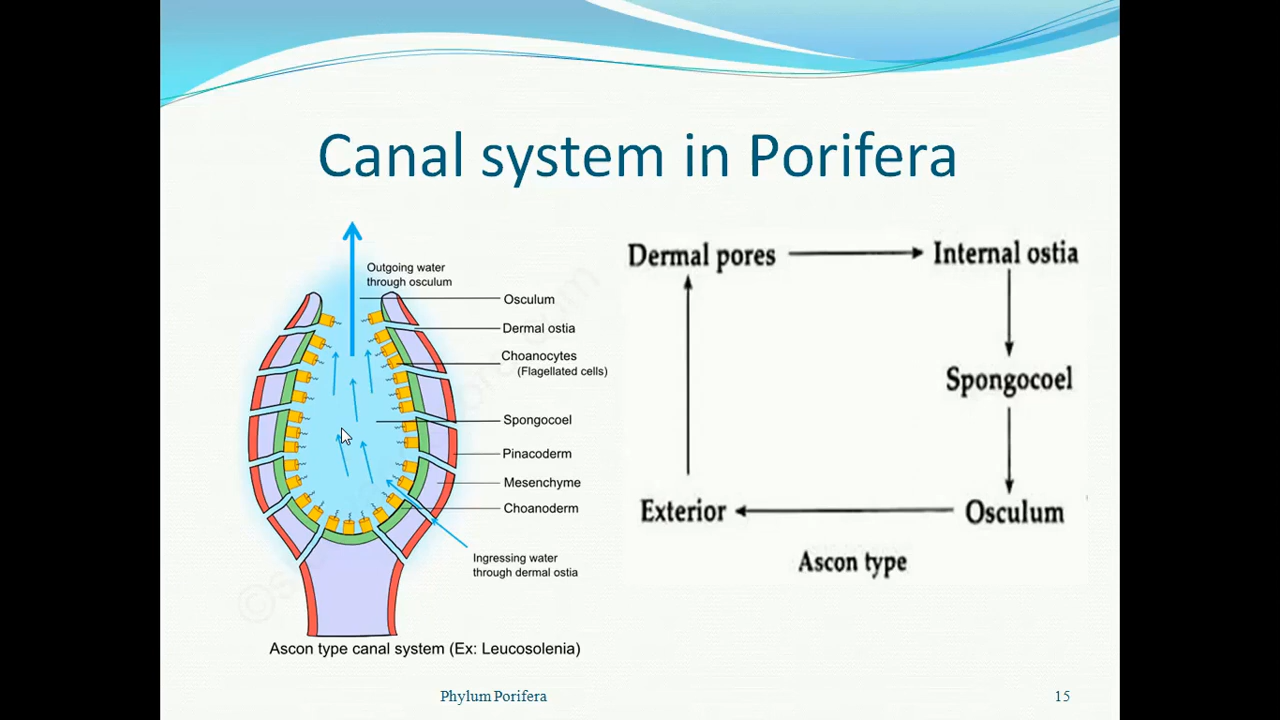 Canal system in Porifera
Outgoing water
through osculum
Osculum
Dermal ostia
Choanocytes
(Flagellated cells)
Spongocoel
Pinacoderm
Mesenchyme
Choanoderm
Ingressing water
through dermal ostia
Ascon type canal system (Ex: Leucosolenia)
Dermal pores
Internal ostia
Spongocoel
Exterior
Osculum
Ascon type
Phylum Porifera
15